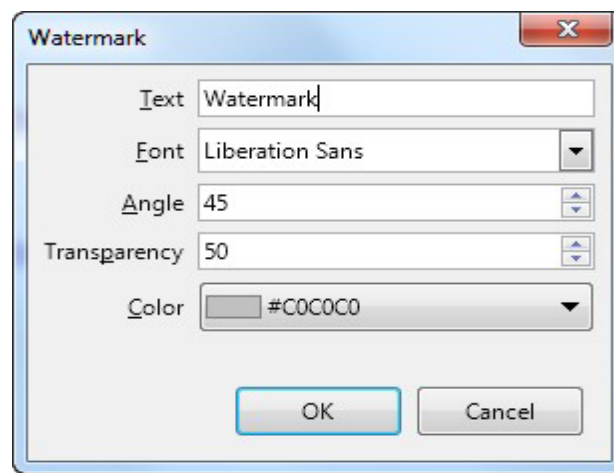 Watermark
Text Watermark
Font Liberation Sans
Angle 45
Transparency 50
Color #C0C0C0
OK Cancel